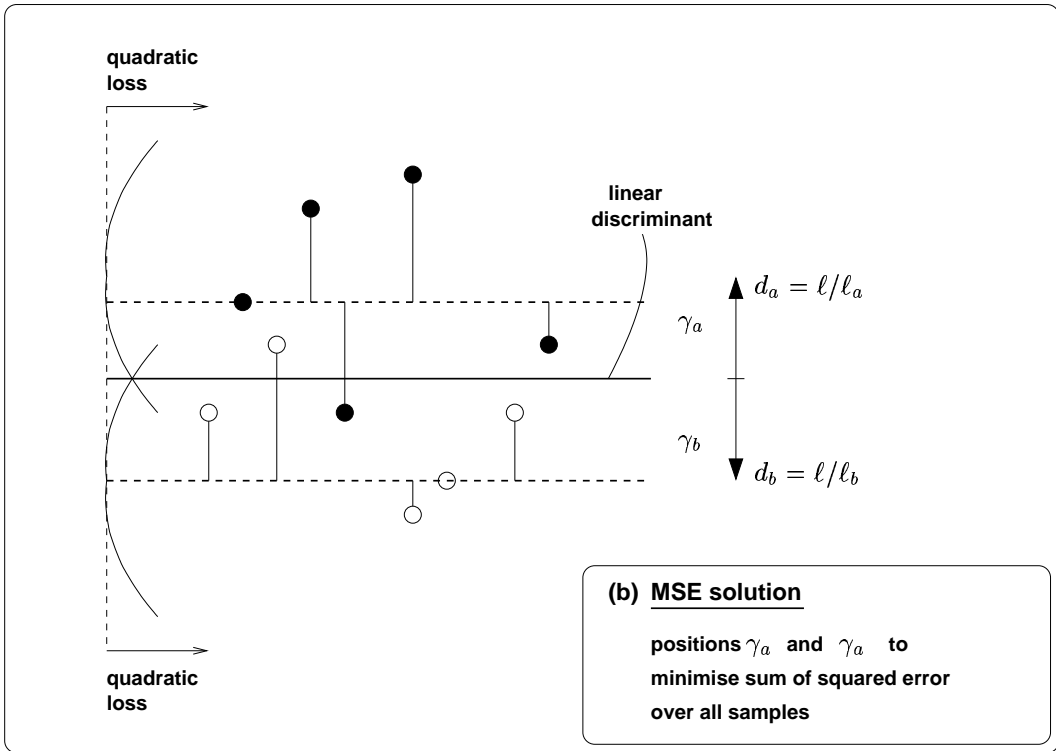 quadratic
loss
linear
discriminant
d_a = ℓ/ℓ_a
γ_a
γ_b
d_b = ℓ/ℓ_b
quadratic
loss
(b) MSE solution
positions γ_a and γ_a to
minimise sum of squared error
over all samples